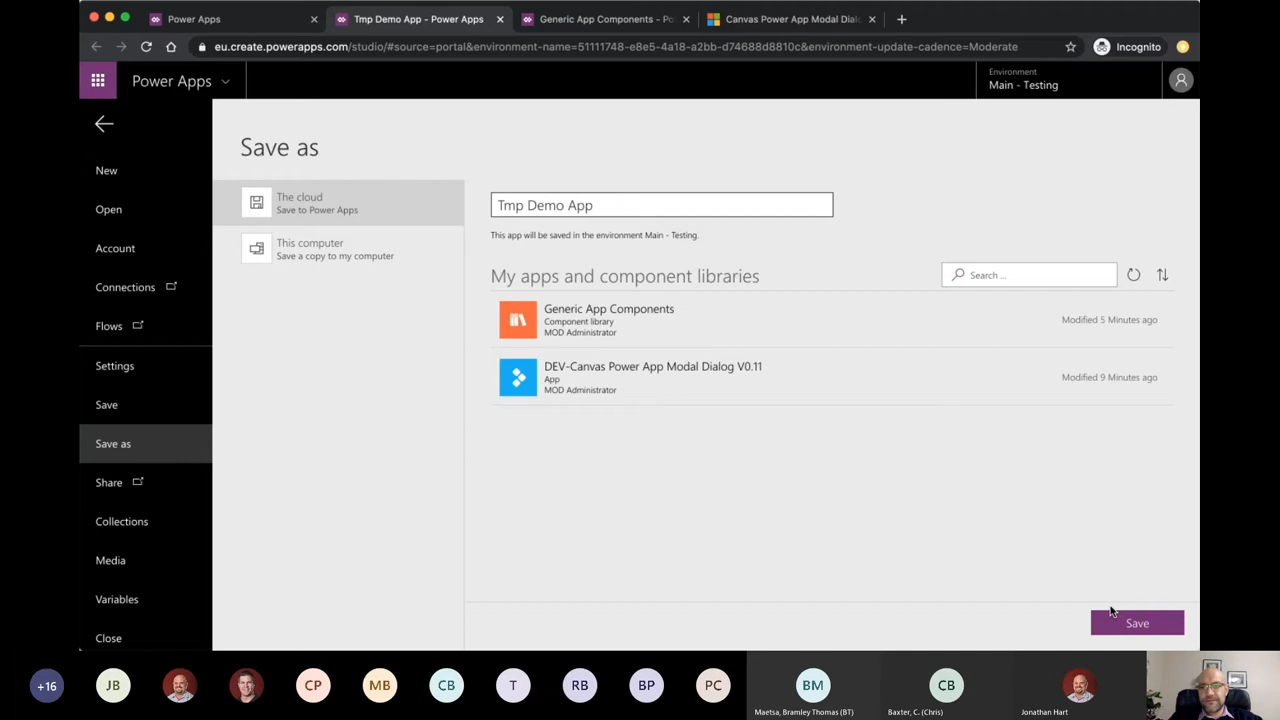 Power Apps
Tmp Demo App - Power Apps
Generic App Components - Po
Canvas Power App Modal Dial
eu.create.powerapps.com/studio/#source=portal&environment-name=51111748-e8e5-4a18-a2bb-d74688d8810c&environment-update-cadence=Moderate
Incognito
Power Apps
Environment
Main - Testing
New
Open
Account
Connections
Flows
Settings
Save
Save as
Share
Collections
Media
Variables
Close
Save as
The cloud
Save to Power Apps
This computer
Save a copy to my computer
Tmp Demo App
This app will be saved in the environment Main - Testing.
My apps and component libraries
Search ...
Generic App Components
Component library
MOD Administrator
Modified 5 Minutes ago
DEV-Canvas Power App Modal Dialog V0.11
App
MOD Administrator
Modified 9 Minutes ago
Save
+16
JB
CP
MB
CB
T
RB
BP
PC
BM
Maetsa, Bramley Thomas (BT)
CB
Baxter, C. (Chris)
Jonathan Hart